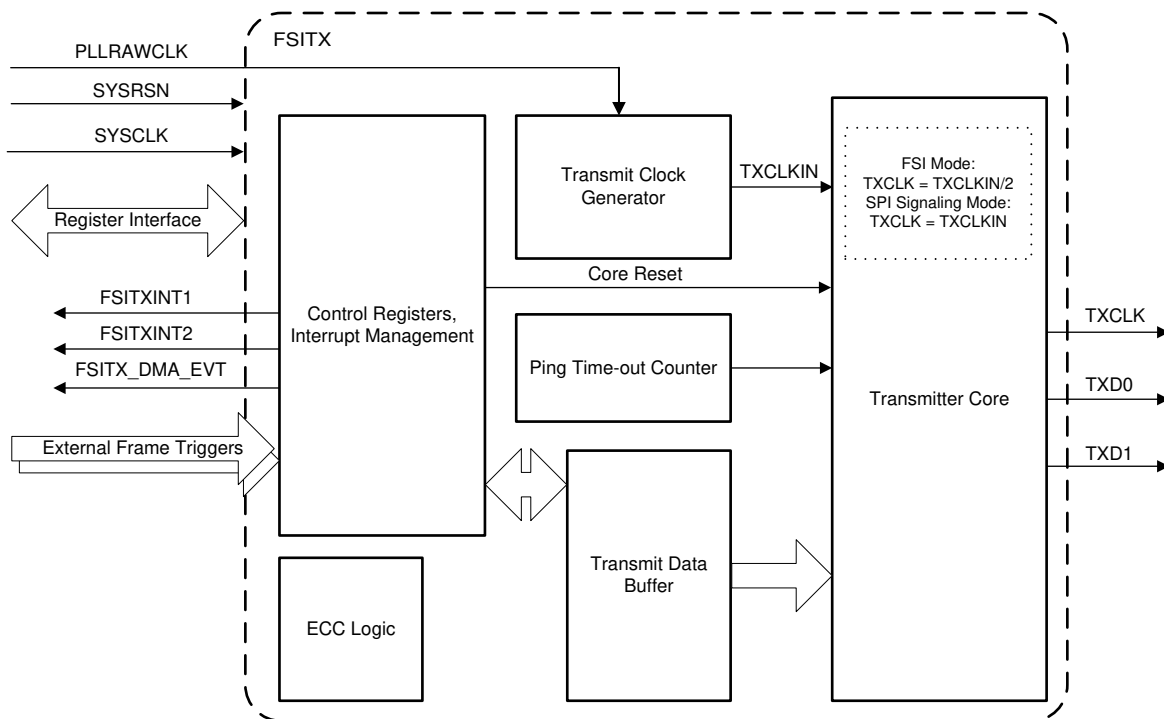 FSITX
PLLRAWCLK
SYSRSN
SYSCLK
Register Interface
FSITXINT1
FSITXINT2
FSITX_DMA_EVT
External Frame Triggers
Control Registers,
Interrupt Management
ECC Logic
Transmit Clock
Generator
TXCLKIN
Core Reset
Ping Time-out Counter
Transmit Data
Buffer
FSI Mode:
TXCLK = TXCLKIN/2
SPI Signaling Mode:
TXCLK = TXCLKIN
Transmitter Core
TXCLK
TXD0
TXD1